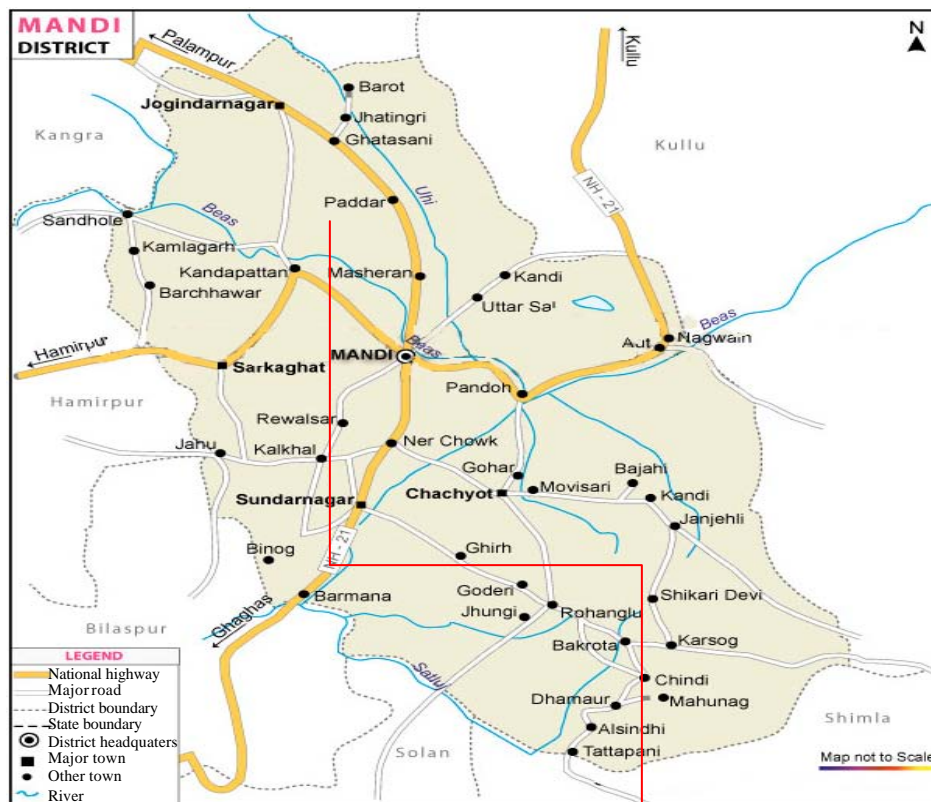 MANDI
DISTRICT
N
Palampur
Kullu
Barot
Jogindarnagar
Jhatingri
Ghatasani
Kangra
Kullu
NH - 21
Uhl
Paddar
Beas
Sandhole
Kamlagarh
Kandapattan
Masheran
Kandi
Barchhawar
Uttar Sal
Beas
Hamirpur
Beas
Nagwain
Aut
MANDI
Sarkaghat
Pandoh
Hamirpur
Rewalsar
Jahu
Kalkhal
Ner Chowk
Gohar
Bajahi
Sundarnagar
Chachyot
Movisari
Kandi
Janjehli
Binog
NH - 21
Ghirh
Goderi
Barmana
Jhungi
Rohanglu
Shikari Devi
Ghaghas
Bilaspur
Bakrota
Karsog
LEGEND
National highway
Major road
District boundary
State boundary
District headquaters
Major town
Other town
River
Salluj
Chindi
Dhamaur
Mahunag
Alsindhi
Shimla
Solan
Tattapani
Map not to Scale